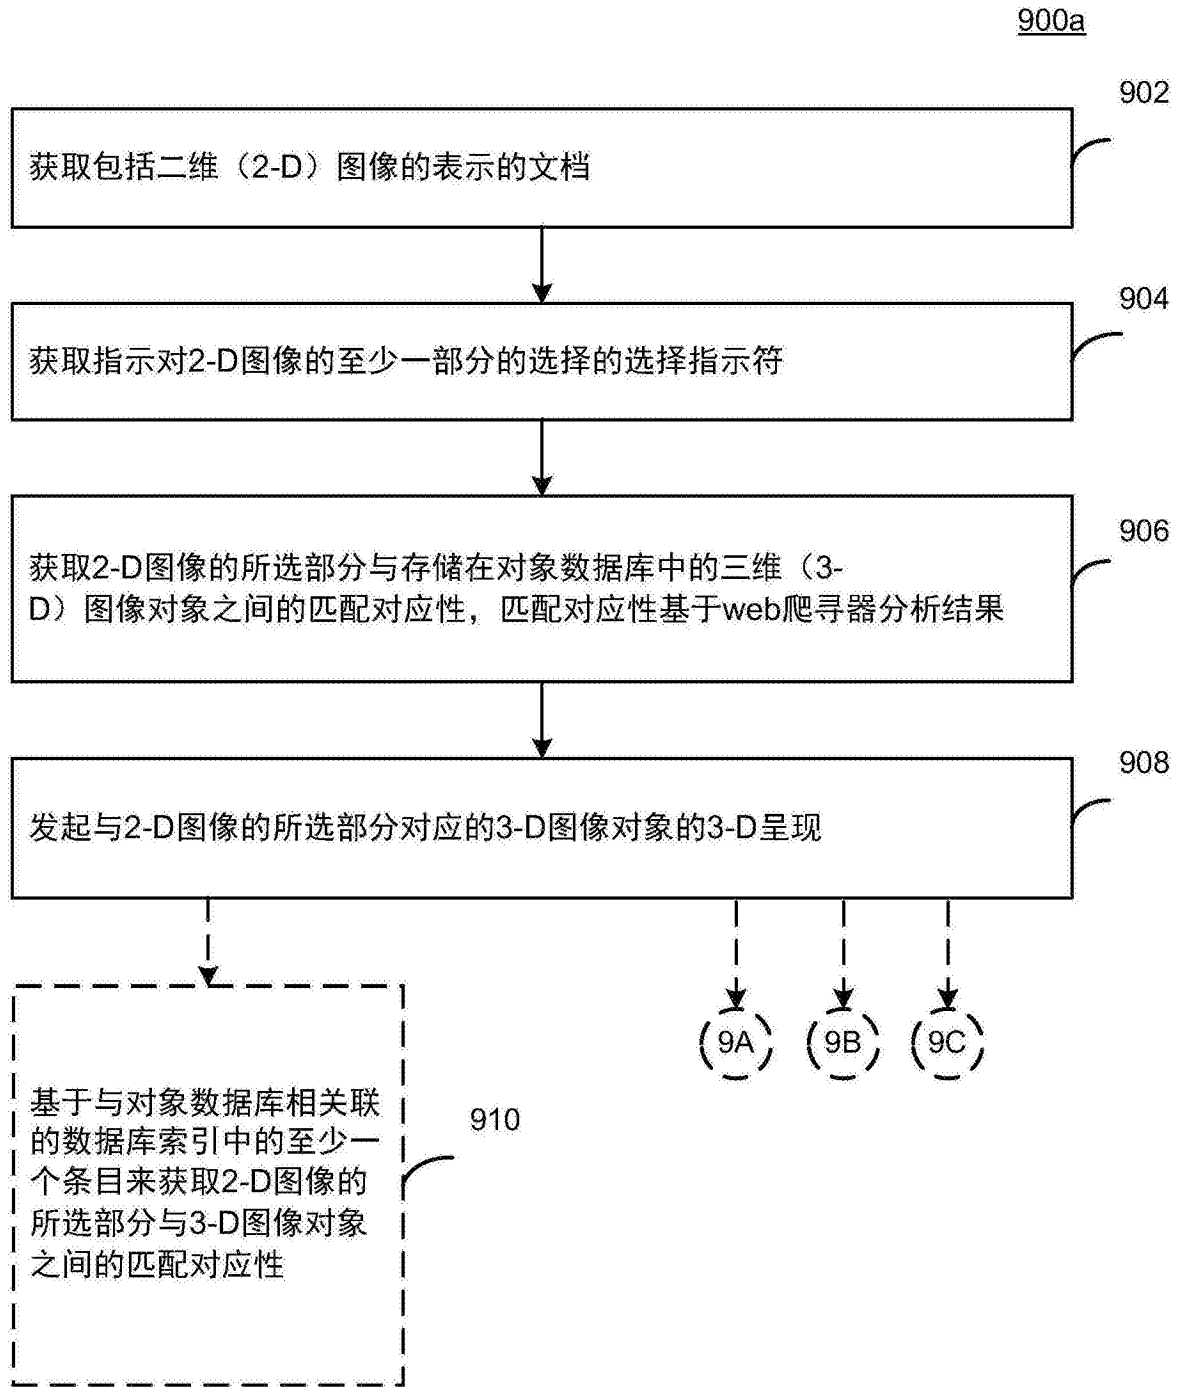 900a
902
获取包括二维（2-D）图像的表示的文档
904
获取指示对2-D图像的至少一部分的选择的选择指示符
906
获取2-D图像的所选部分与存储在对象数据库中的三维（3-
D）图像对象之间的匹配对应性，匹配对应性基于web爬寻器分析结果
908
发起与2-D图像的所选部分对应的3-D图像对象的3-D呈现
9A
9B
9C
910
基于与对象数据库相关联
的数据库索引中的至少一
个条目来获取2-D图像的
所选部分与3-D图像对象
之间的匹配对应性